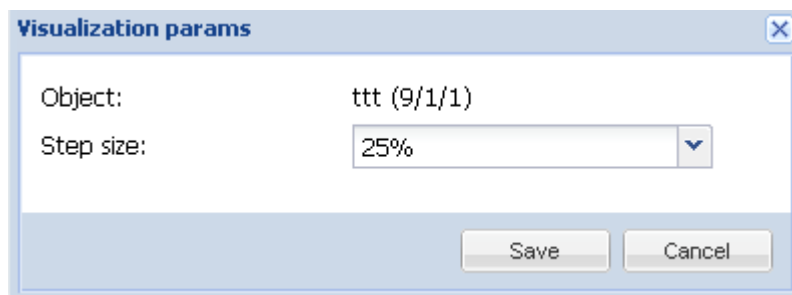 Visualization params
Object: ttt (9/1/1)
Step size: 25%
Save Cancel